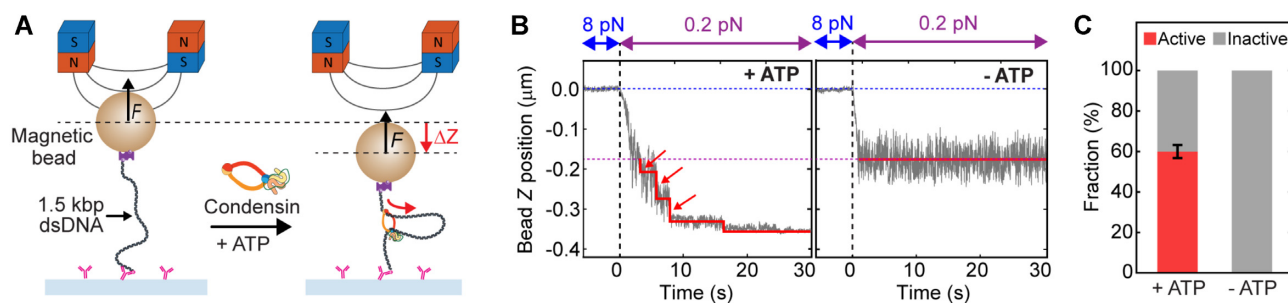 A
S
N
N
S
S
N
N
S
F
F
ΔZ
Magnetic
bead
1.5 kbp
dsDNA
Condensin
+ ATP
B
8 pN
0.2 pN
8 pN
0.2 pN
+ ATP
- ATP
Bead Z position (μm)
0.0
-0.1
-0.2
-0.3
-0.4
0
10
20
30
0
10
20
30
Time (s)
Time (s)
C
Active
Inactive
Fraction (%)
100
80
60
40
20
0
+ ATP
- ATP